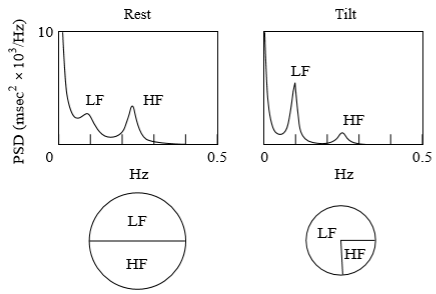 Rest
10
PSD (msec² × 10³/Hz)
LF
HF
0
0.5
Hz
LF
HF
Tilt
LF
HF
0
0.5
Hz
LF
HF